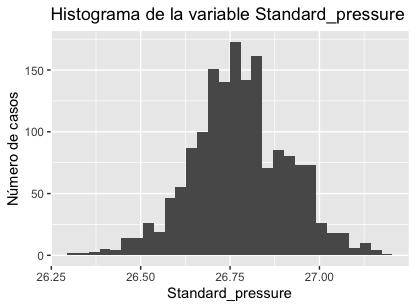 Histograma de la variable Standard_pressure
150
100
50
0
Número de casos
26.25
26.50
26.75
27.00
Standard_pressure